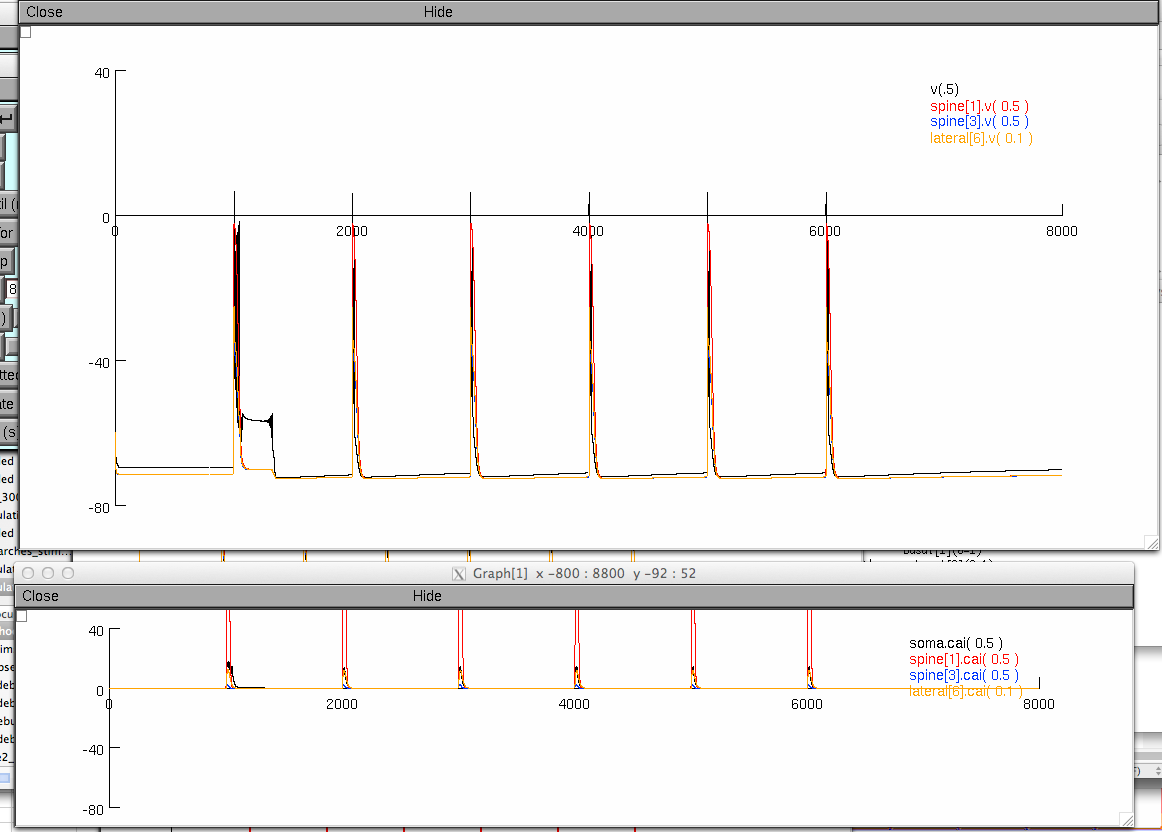 Close Hide
40
v(.5)
spine[1].v( 0.5 )
spine[3].v( 0.5 )
lateral[6].v( 0.1 )
0
0 2000 4000 6000 8000
-40
-80
Graph[1] x -800 : 8800 y -92 : 52
Close Hide
40
soma.cai( 0.5 )
spine[1].cai( 0.5 )
spine[3].cai( 0.5 )
lateral[6].cai( 0.1 )
0
0 2000 4000 6000 8000
-40
-80